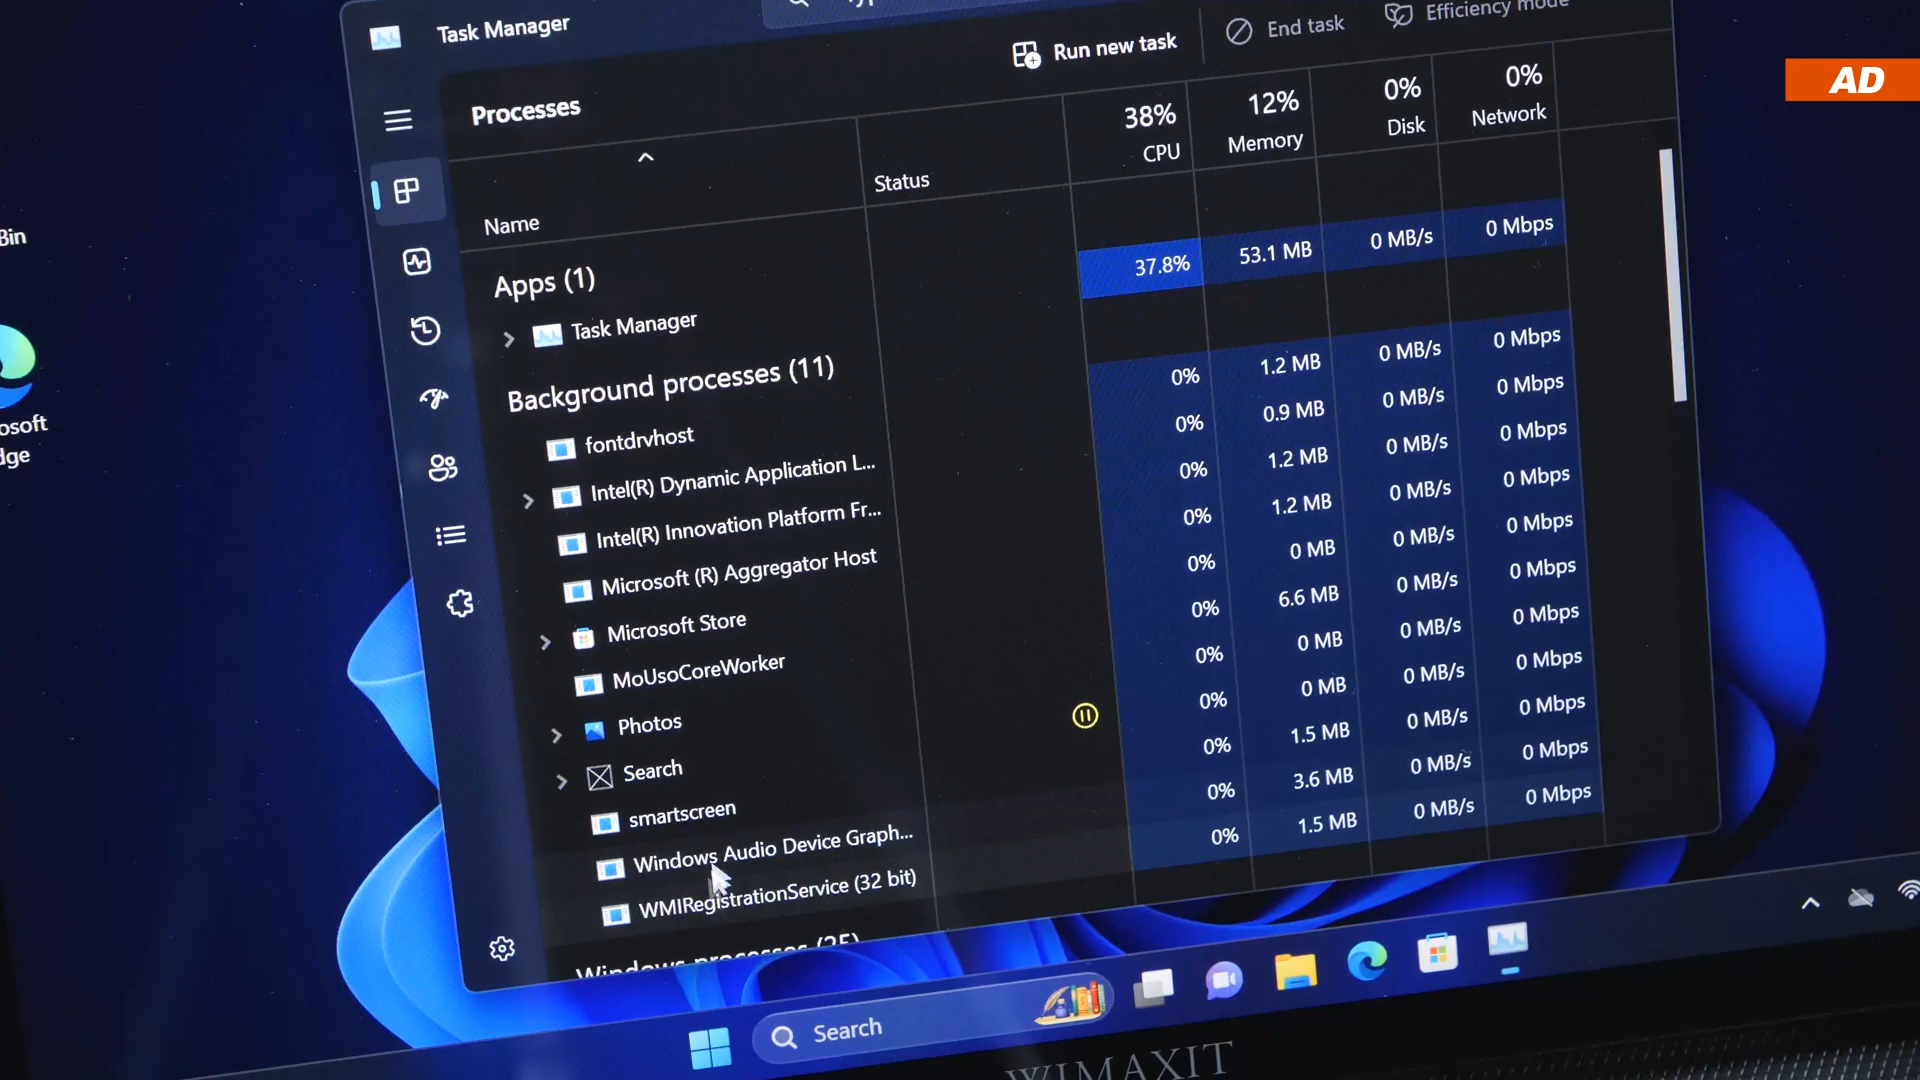 Task Manager
Run new task
End task
Efficiency mode
AD
Processes
38%
12%
0%
0%
CPU
Memory
Disk
Network
Name
Status
Apps (1)
Task Manager
37.8% 53.1 MB 0 MB/s 0 Mbps
Background processes (11)
fontdrvhost
0% 1.2 MB 0 MB/s 0 Mbps
Intel(R) Dynamic Application L...
0% 0.9 MB 0 MB/s 0 Mbps
Intel(R) Innovation Platform Fr...
0% 1.2 MB 0 MB/s 0 Mbps
Microsoft (R) Aggregator Host
0% 1.2 MB 0 MB/s 0 Mbps
Microsoft Store
0% 0 MB 0 MB/s 0 Mbps
MoUsoCoreWorker
0% 6.6 MB 0 MB/s 0 Mbps
Photos
0% 0 MB 0 MB/s 0 Mbps
Search
0% 0 MB 0 MB/s 0 Mbps
smartscreen
0% 1.5 MB 0 MB/s 0 Mbps
Windows Audio Device Graph...
0% 3.6 MB 0 MB/s 0 Mbps
WMIRegistrationService (32 bit)
0% 1.5 MB 0 MB/s 0 Mbps
Windows processes (25)
Bin
osoft
dge
Search
WIMAXIT